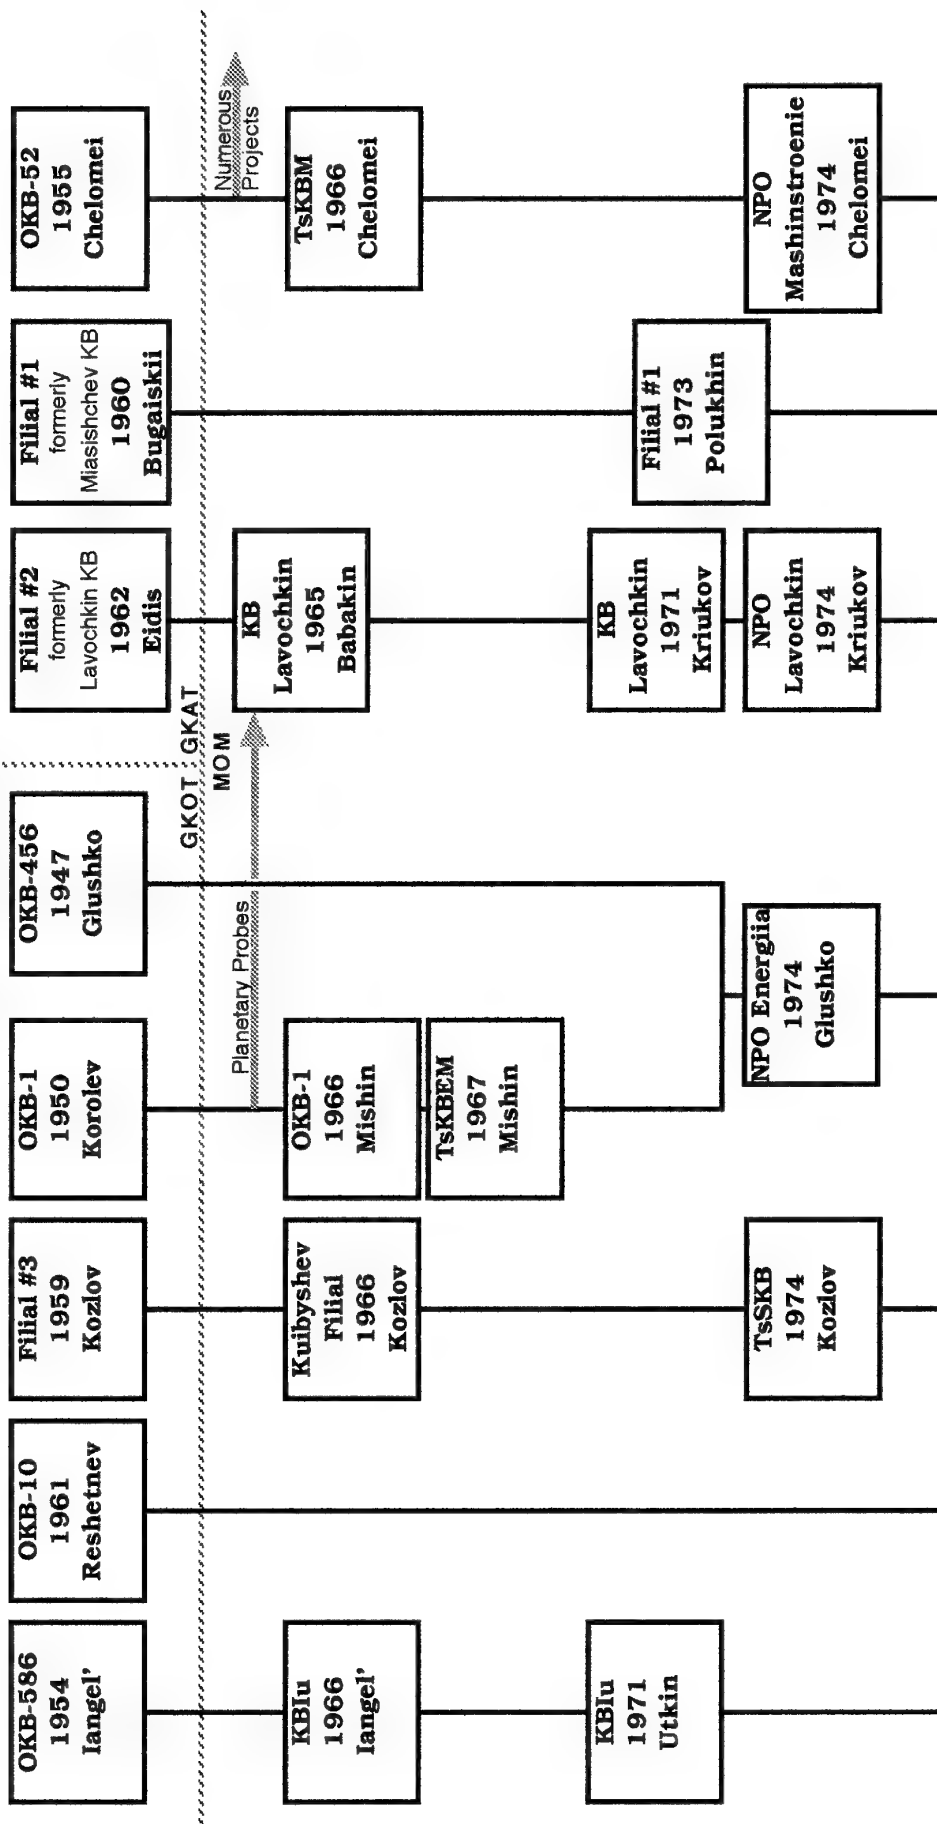 OKB-586
1954
Iangel'
OKB-10
1961
Reshetnev
Filial #3
1959
Kozlov
OKB-1
1950
Korolev
OKB-456
1947
Glushko
Filial #2
formerly
Lavochkin KB
1962
Eidis
Filial #1
formerly
Miasishchev KB
1960
Bugaiskii
OKB-52
1955
Chelomei
GKOT
GKAT
MOM
Planetary Probes
Numerous
Projects
KBIu
1966
Iangel'
Kuibyshev
Filial
1966
Kozlov
OKB-1
1966
Mishin
TsKBEM
1967
Mishin
KB
Lavochkin
1965
Babakin
TsKBM
1966
Chelomei
KBIu
1971
Utkin
KB
Lavochkin
1971
Kriukov
Filial #1
1973
Polukhin
TsSKB
1974
Kozlov
NPO Energiia
1974
Glushko
NPO
Lavochkin
1974
Kriukov
NPO
Mashinstroenie
1974
Chelomei